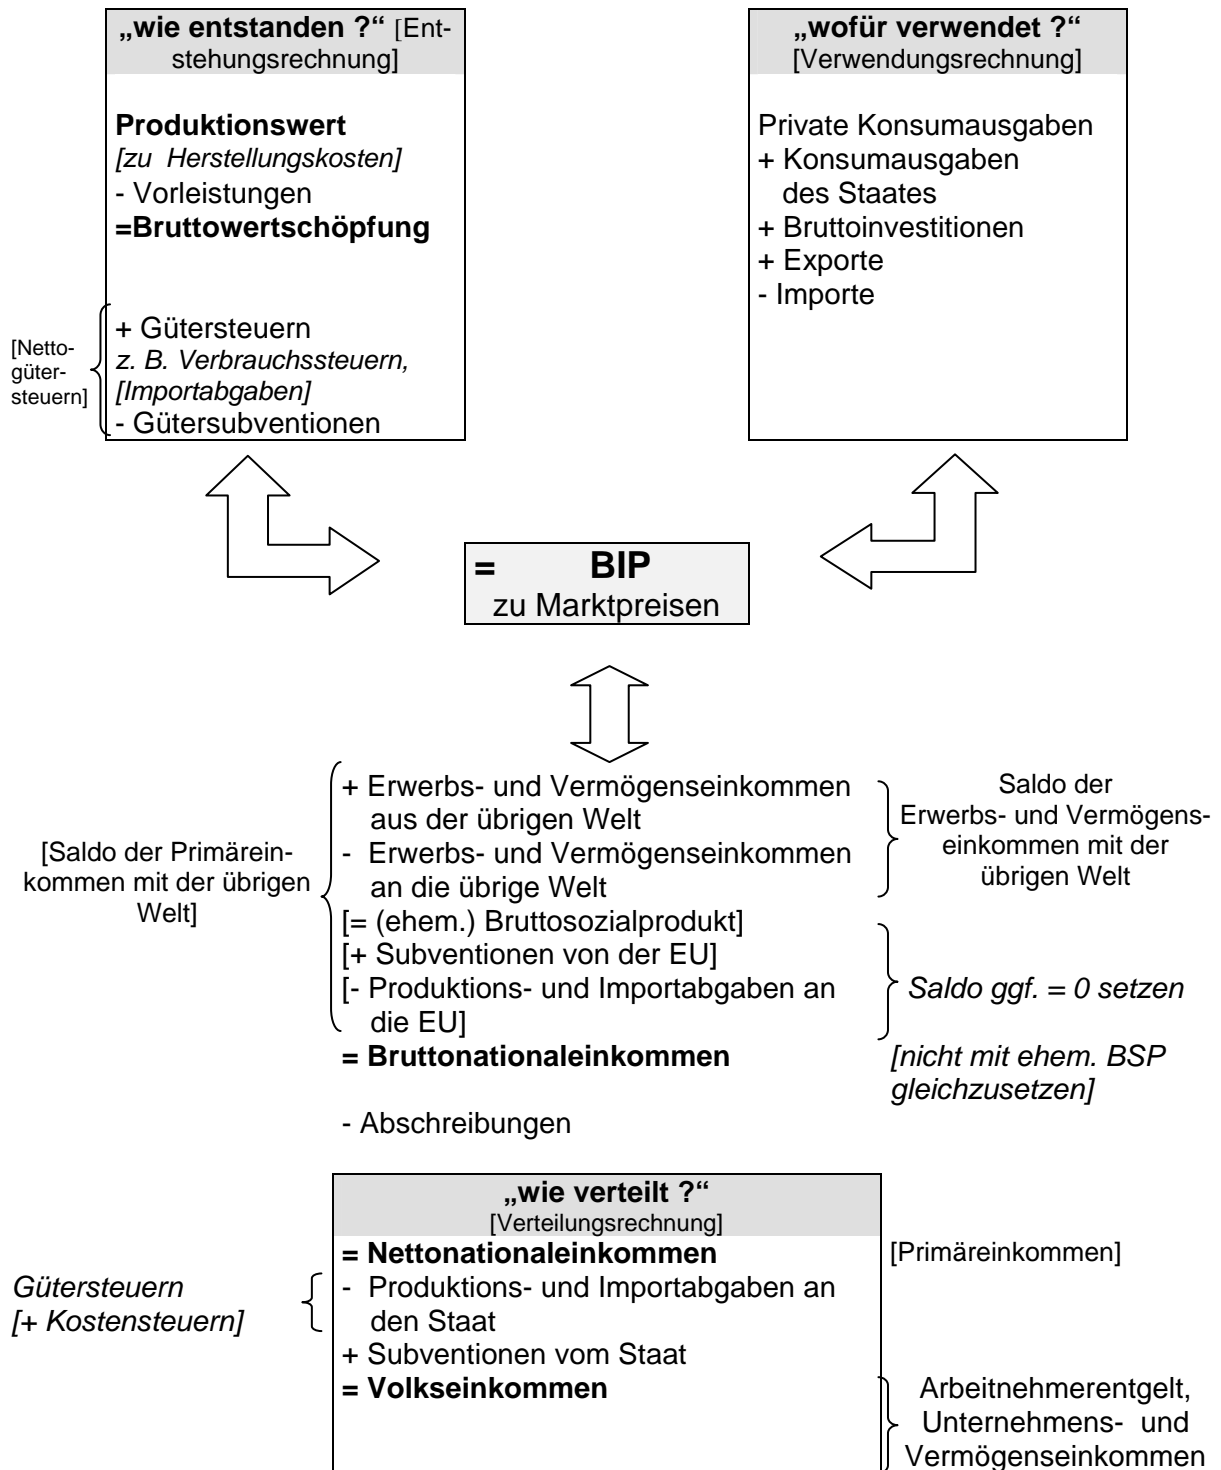 „wie entstanden ?“ [Ent-
stehungsrechnung]
Produktionswert
[zu Herstellungskosten]
- Vorleistungen
=Bruttowertschöpfung
[Netto-
güter-
steuern]
+ Gütersteuern
z. B. Verbrauchssteuern,
[Importabgaben]
- Gütersubventionen
„wofür verwendet ?“
[Verwendungsrechnung]
Private Konsumausgaben
+ Konsumausgaben
des Staates
+ Bruttoinvestitionen
+ Exporte
- Importe
= BIP
zu Marktpreisen
[Saldo der Primärein-
kommen mit der übrigen
Welt]
+ Erwerbs- und Vermögenseinkommen
aus der übrigen Welt
- Erwerbs- und Vermögenseinkommen
an die übrige Welt
[= (ehem.) Bruttosozialprodukt]
[+ Subventionen von der EU]
[- Produktions- und Importabgaben an
die EU]
= Bruttonationaleinkommen
Saldo der
Erwerbs- und Vermögens-
einkommen mit der
übrigen Welt
Saldo ggf. = 0 setzen
[nicht mit ehem. BSP
gleichzusetzen]
- Abschreibungen
„wie verteilt ?“
[Verteilungsrechnung]
= Nettonationaleinkommen
[Primäreinkommen]
Gütersteuern
[+ Kostensteuern]
- Produktions- und Importabgaben an
den Staat
+ Subventionen vom Staat
= Volkseinkommen
Arbeitnehmerentgelt,
Unternehmens- und
Vermögenseinkommen